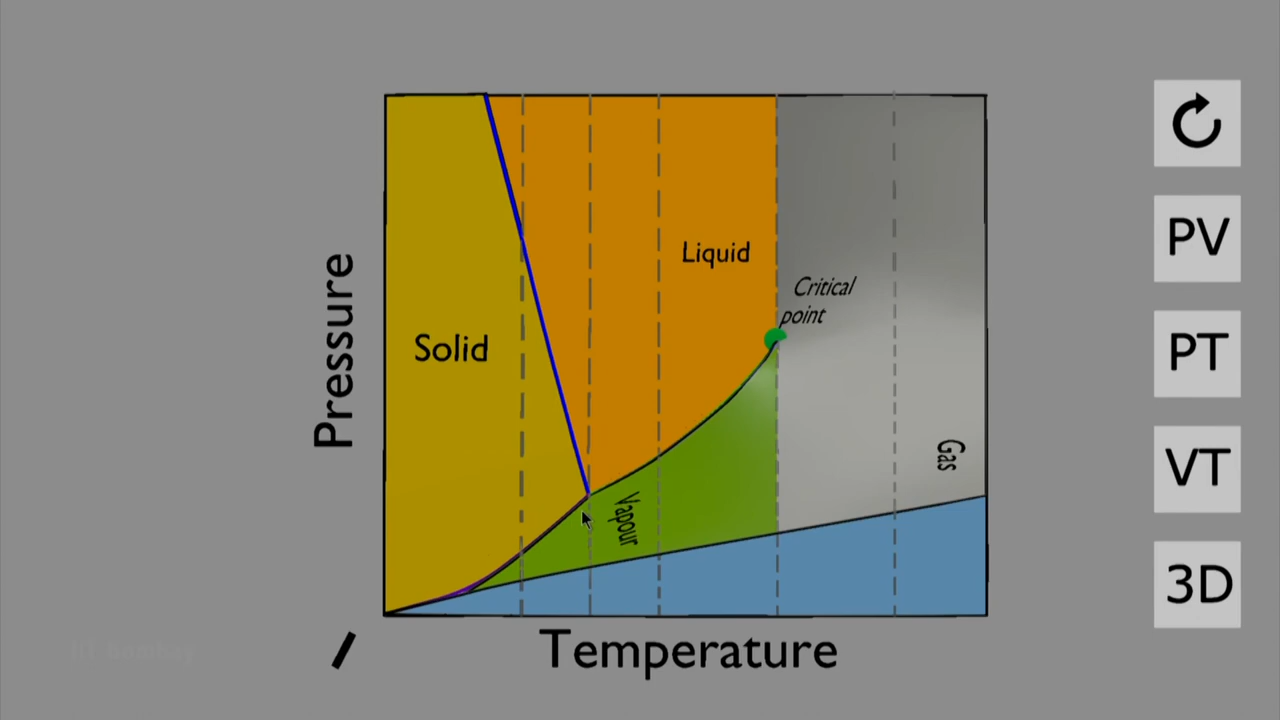 PV
Liquid
Pressure
Critical
point
Solid
PT
Gas
VT
Vapour
3D
Temperature